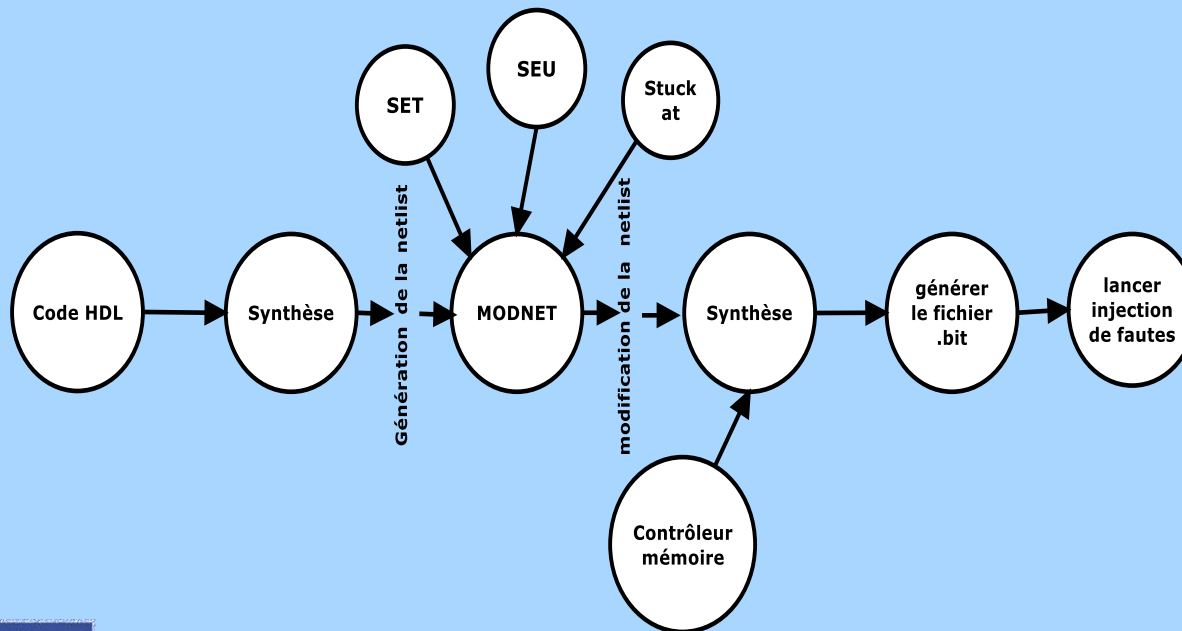 SET
SEU
Stuck
at
Code HDL
Synthèse
Génération de la netlist
MODNET
modification de la netlist
Synthèse
générer
le fichier
.bit
lancer
injection
de fautes
Contrôleur
mémoire